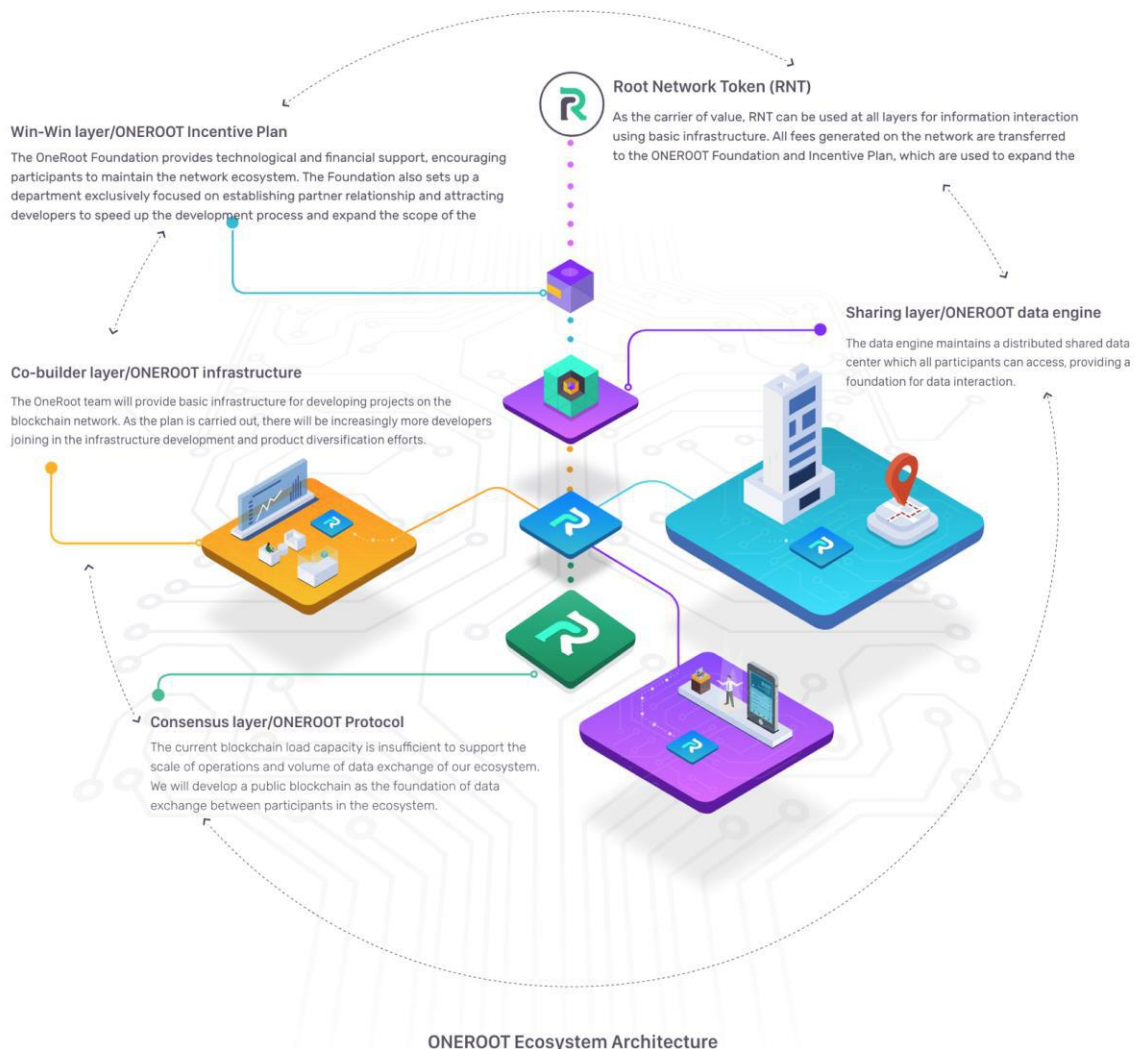 Root Network Token (RNT)
As the carrier of value, RNT can be used at all layers for information interaction
using basic infrastructure. All fees generated on the network are transferred
to the ONEROOT Foundation and Incentive Plan, which are used to expand the
Win-Win layer/ONEROOT Incentive Plan
The OneRoot Foundation provides technological and financial support, encouraging
participants to maintain the network ecosystem. The Foundation also sets up a
department exclusively focused on establishing partner relationship and attracting
developers to speed up the development process and expand the scope of the
Sharing layer/ONEROOT data engine
The data engine maintains a distributed shared data
center which all participants can access, providing a
foundation for data interaction.
Co-builder layer/ONEROOT infrastructure
The OneRoot team will provide basic infrastructure for developing projects on the
blockchain network. As the plan is carried out, there will be increasingly more developers
joining in the infrastructure development and product diversification efforts.
Consensus layer/ONEROOT Protocol
The current blockchain load capacity is insufficient to support the
scale of operations and volume of data exchange of our ecosystem.
We will develop a public blockchain as the foundation of data
exchange between participants in the ecosystem.
ONEROOT Ecosystem Architecture